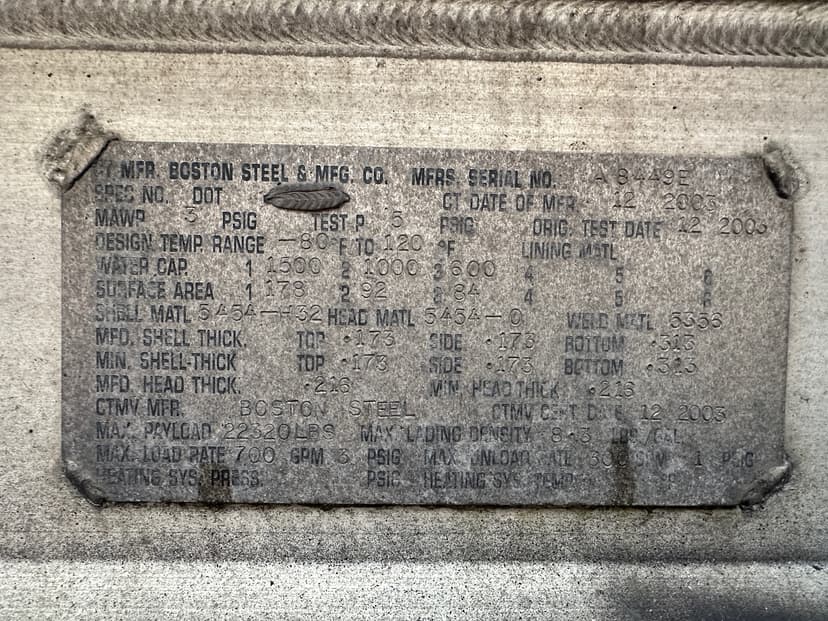 CT MFR. BOSTON STEEL & MFG. CO. MFRS. SERIAL NO. A 8449E
SPEC NO. DOT CT DATE OF MFR. 12 2003
MAWP PSIG TEST P. 5 PSIG ORIG. TEST DATE 12 2003
DESIGN TEMP. RANGE -80 °F TO 120 °F LINING MATL
WATER CAP. 1 1500 2 1000 3 600 4 5 6
SURFACE AREA 1 178 2 92 3 84 4 5 6
SHELL MATL 5454-H32 HEAD MATL 5454-0 WELD MATL 5356
MFD. SHELL THICK. TOP .173 SIDE .173 BOTTOM .313
MIN. SHELL-THICK TOP .173 SIDE .173 BOTTOM .313
MFD. HEAD THICK. .216 MIN. HEAD THICK. .216
CTMV MFR. BOSTON STEEL CTMV CERT DATE 12 2003
MAX. PAYLOAD 22320LBS MAX LADING DENSITY 8.3 LBS/GAL
MAX. LOAD RATE 700 GPM 3 PSIG MAX UNLOAD RATE 300 GPM 1 PSIG
HEATING SYS. PRESS. PSIG HEATING SYS. TEMP. °F